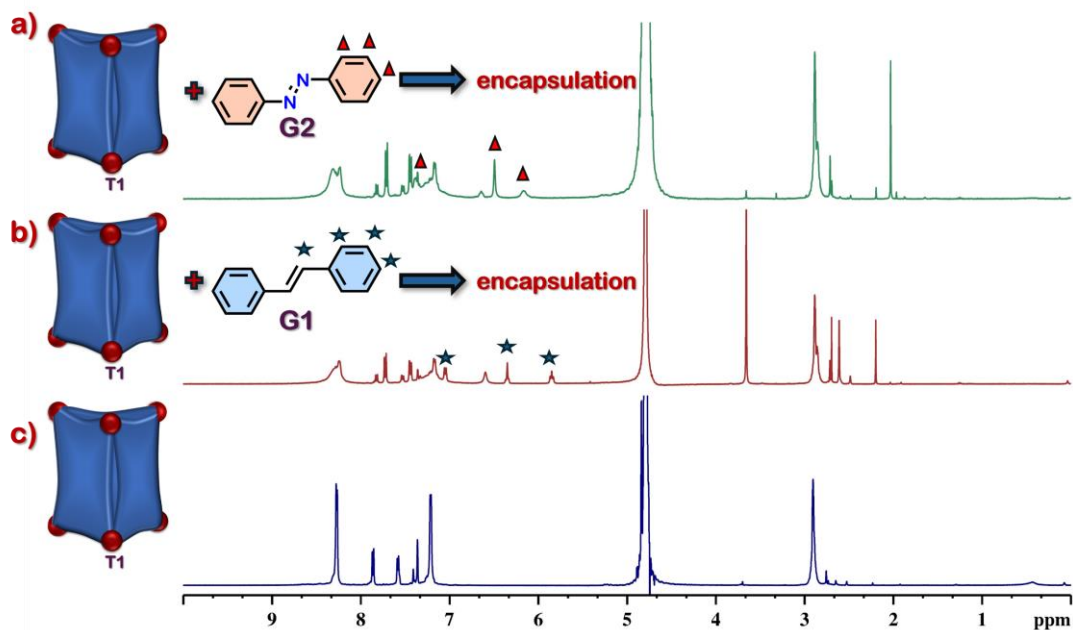 a)
T1
+
N
N
G2
encapsulation
b)
T1
+
G1
encapsulation
c)
T1
9 8 7 6 5 4 3 2 1 ppm